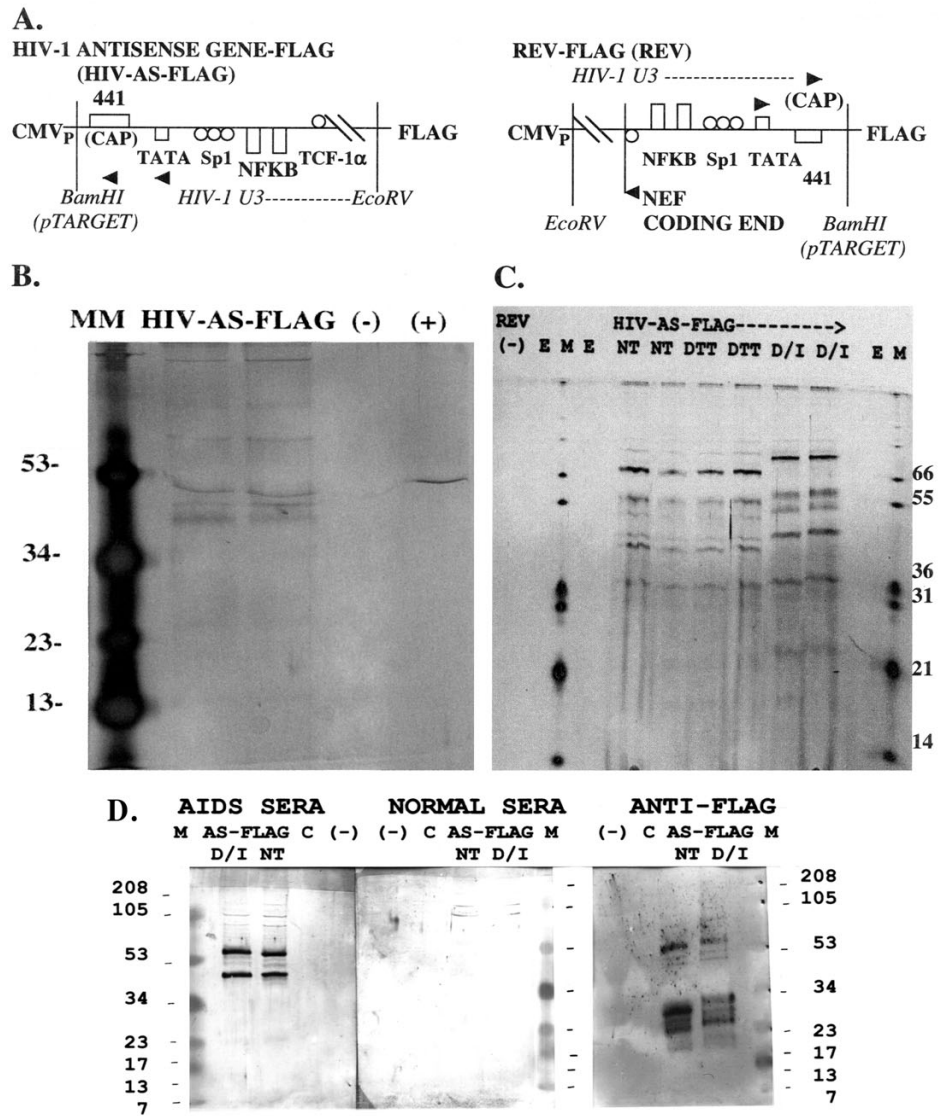 A.
HIV-1 ANTISENSE GENE-FLAG
(HIV-AS-FLAG)
441
CMVP (CAP) FLAG
TATA Sp1 NFKB TCF-1α
BamHI HIV-1 U3-----------EcoRV
(pTARGET)
REV-FLAG (REV)
HIV-1 U3 ----------------
(CAP)
CMVP FLAG
NFKB Sp1 TATA
441
NEF
EcoRV CODING END BamHI
(pTARGET)
B.
MM HIV-AS-FLAG (-) (+)
53-
34-
23-
13-
C.
REV HIV-AS-FLAG--------->
(-) E M E NT NT DTT DTT D/I D/I E M
66
55
36
31
21
14
D.
AIDS SERA NORMAL SERA ANTI-FLAG
M AS-FLAG C (-) (-) C AS-FLAG M (-) C AS-FLAG M
D/I NT NT D/I NT D/I
208 208
105 105
53 53
34 34
23 23
17 17
13 13
7 7